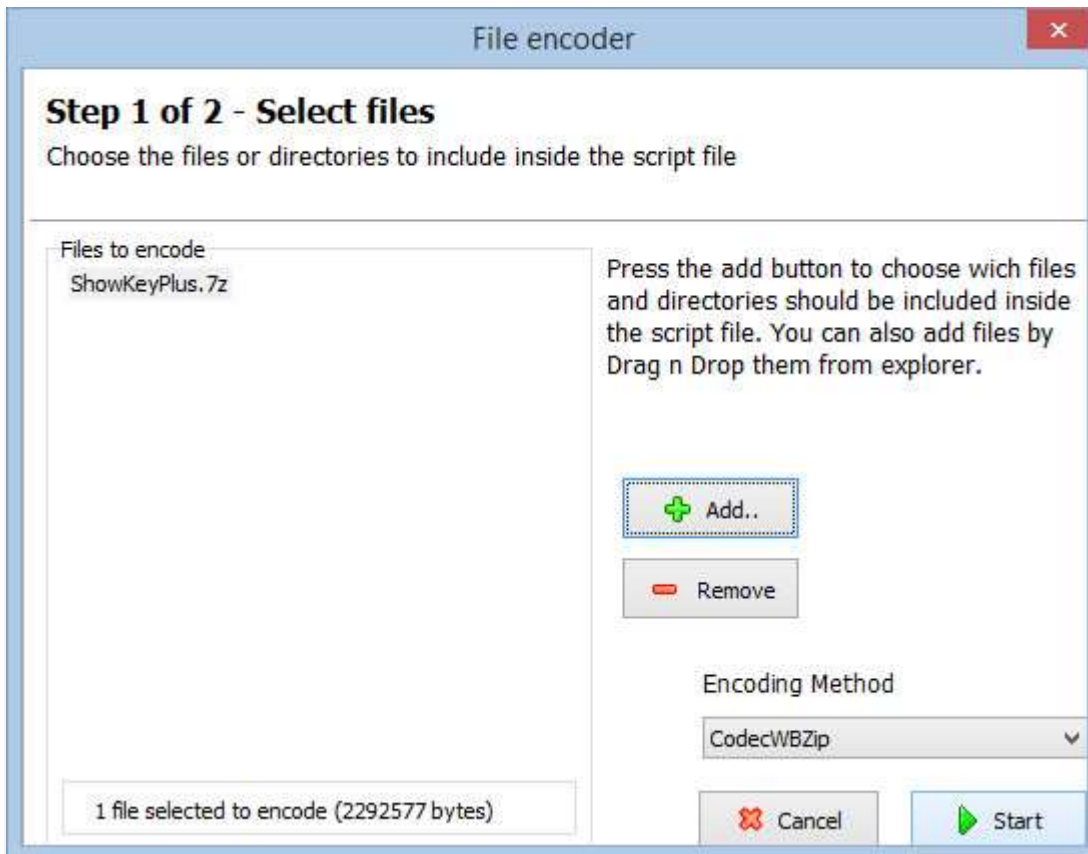 File encoder
Step 1 of 2 - Select files
Choose the files or directories to include inside the script file
Files to encode
ShowKeyPlus.7z
Press the add button to choose wich files
and directories should be included inside
the script file. You can also add files by
Drag n Drop them from explorer.
Add..
Remove
Encoding Method
CodecWBZip
1 file selected to encode (2292577 bytes)
Cancel
Start